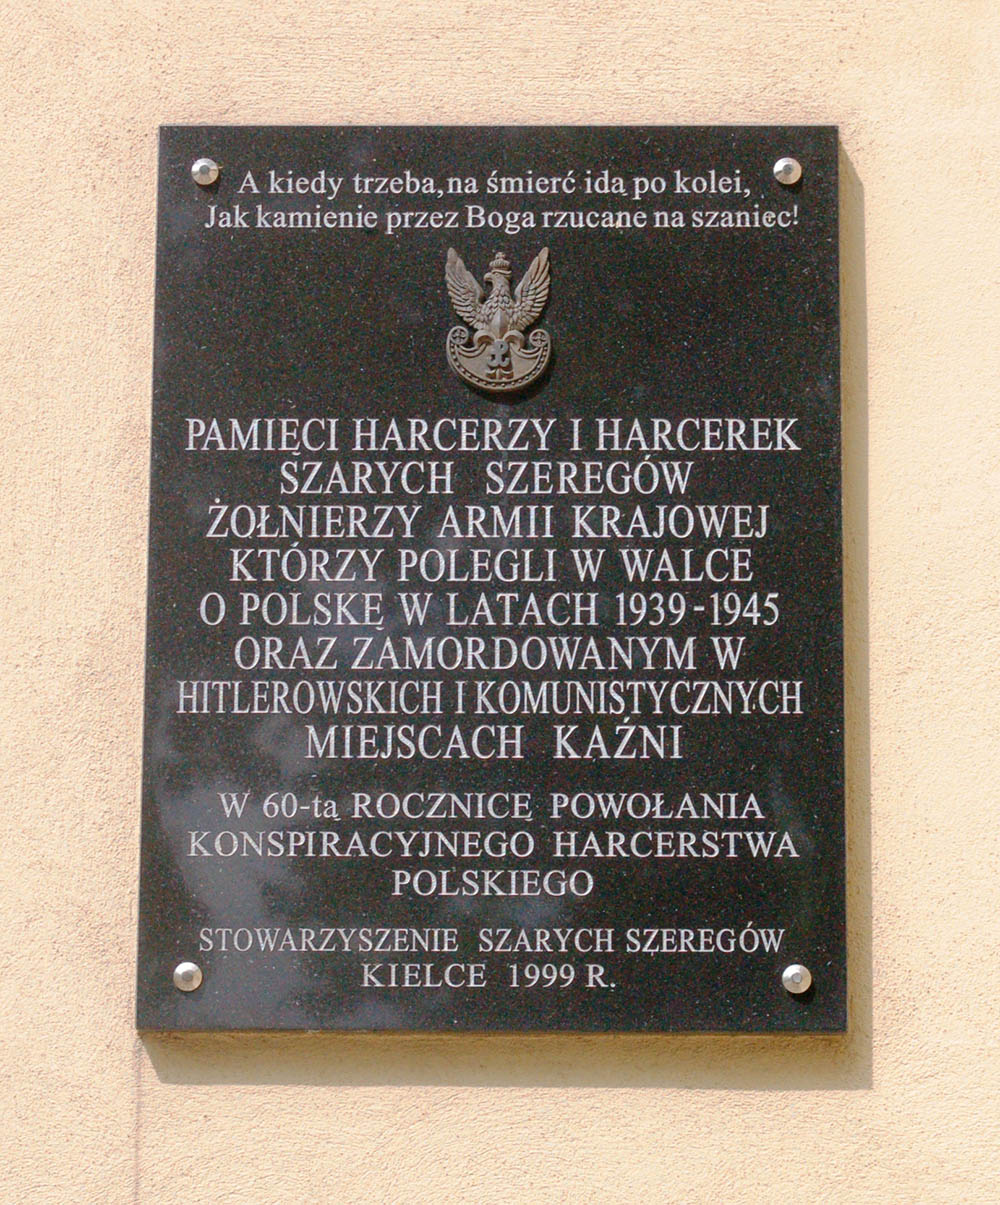 A kiedy trzeba, na śmierć idą po kolei,
Jak kamienie przez Boga rzucane na szaniec!
PAMIĘCI HARCERZY I HARCEREK
SZARYCH SZEREGÓW
ŻOŁNIERZY ARMII KRAJOWEJ
KTÓRZY POLEGLI W WALCE
O POLSKĘ W LATACH 1939-1945
ORAZ ZAMORDOWANYM W
HITLEROWSKICH I KOMUNISTYCZNYCH
MIEJSCACH KAŹNI
W 60-tą ROCZNICĘ POWOŁANIA
KONSPIRACYJNEGO HARCERSTWA
POLSKIEGO
STOWARZYSZENIE SZARYCH SZEREGÓW
KIELCE 1999 R.